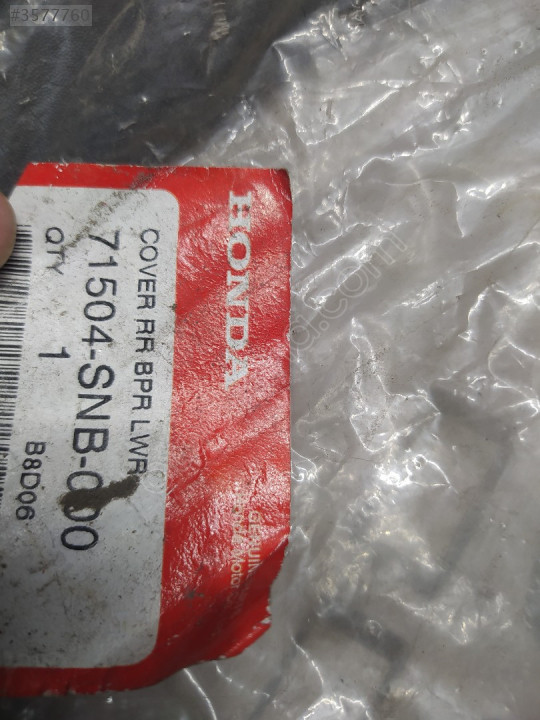 #3577760
HONDA
COVER RR BPR LWR
71504-SNB-000
QTY 1
B8D06